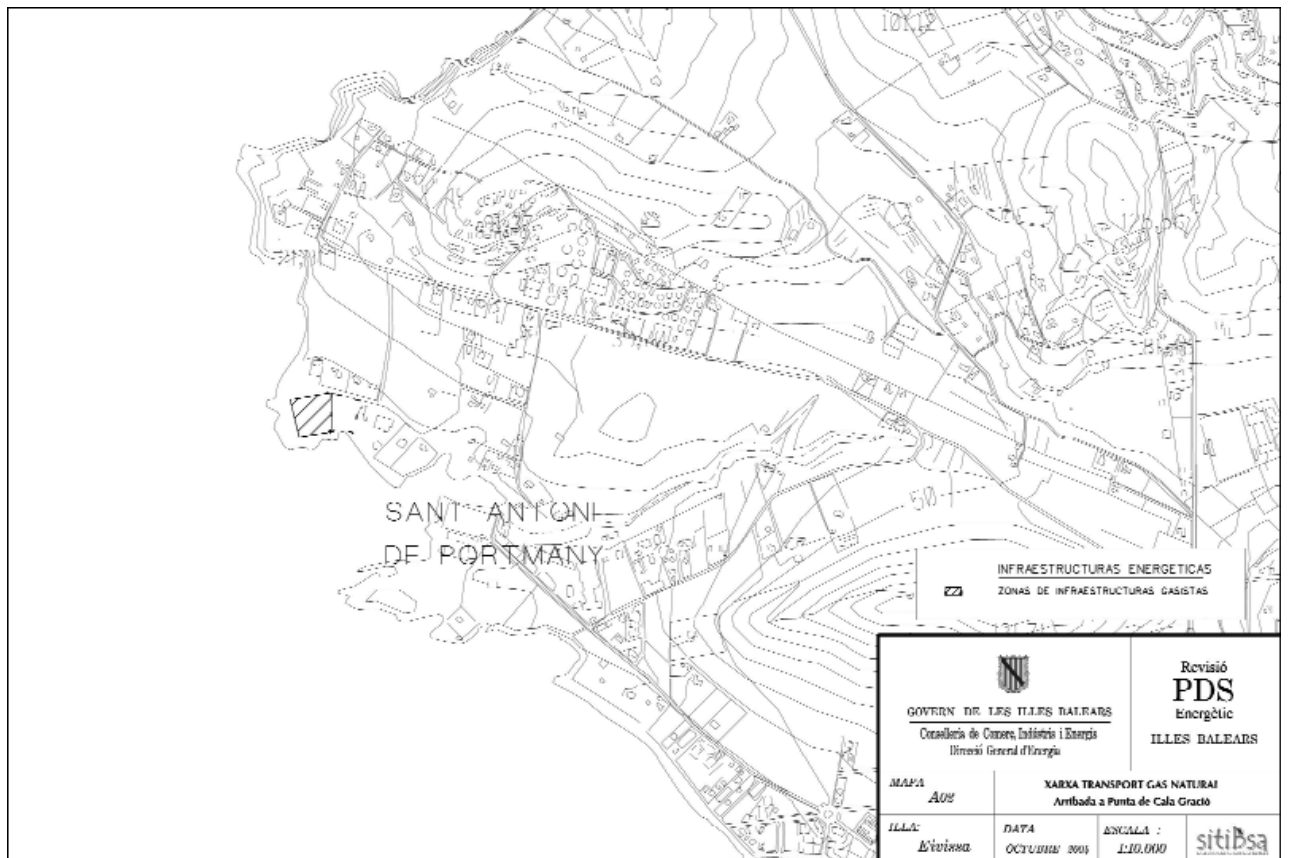 SANT ANTONI
DE PORTMANY
50
INFRAESTRUCTURAS ENERGETICAS
ZONAS DE INFRAESTRUCTURAS GASISTAS
GOVERN DE LES ILLES BALEARS
Conselleria de Comerç, Indústria i Energia
Direcció General d'Energia
Revisió
PDS
Energètic
ILLES BALEARS
MAPA
A02
XARXA TRANSPORT GAS NATURAL
Arribada a Punta de Cala Gració
ILLA:
Eivissa
DATA
OCTUBRE 2004
ESCALA :
1:10.000
sitibsa